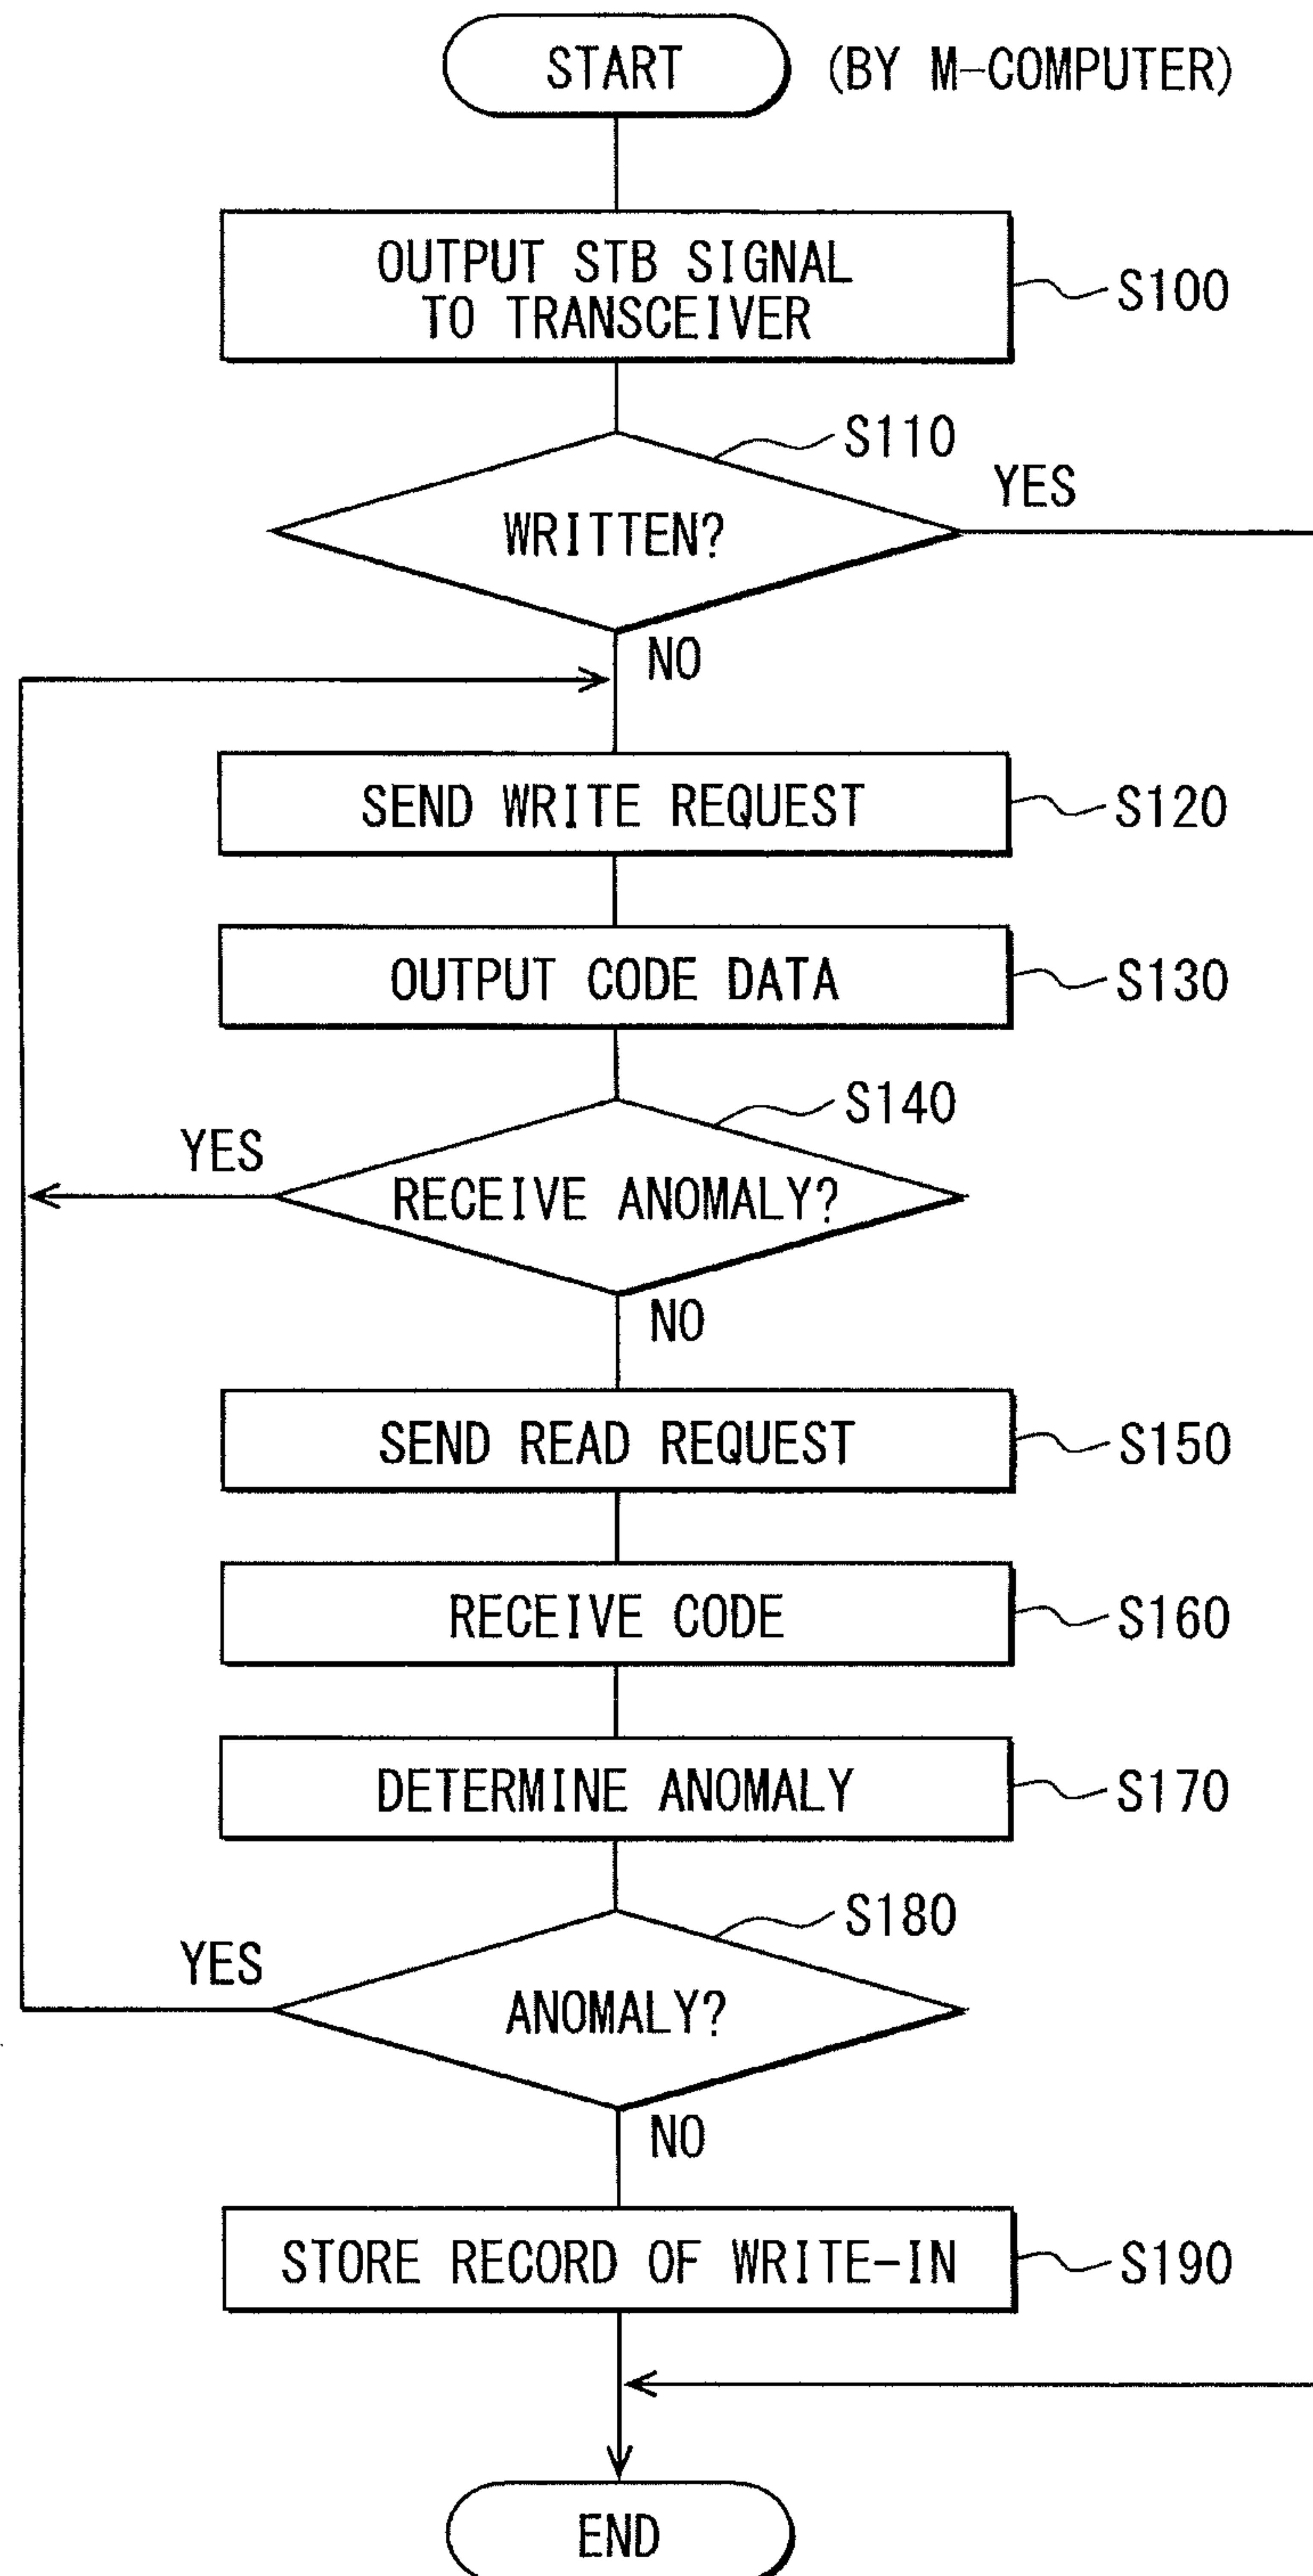 START (BY M-COMPUTER)
OUTPUT STB SIGNAL
TO TRANSCEIVER
S100
S110
YES
WRITTEN?
NO
SEND WRITE REQUEST
S120
OUTPUT CODE DATA
S130
S140
YES
RECEIVE ANOMALY?
NO
SEND READ REQUEST
S150
RECEIVE CODE
S160
DETERMINE ANOMALY
S170
S180
YES
ANOMALY?
NO
STORE RECORD OF WRITE-IN
S190
END